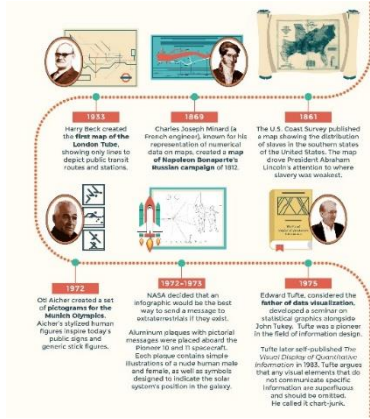 1933
Harry Beck created
the first map of the
London Tube,
showing only lines to
depict public transit
routes and stations.
1869
Charles Joseph Minard (a
French engineer), known for his
representation of numerical
data on maps, created a map
of Napoleon Bonaparte's
Russian campaign of 1812.
1861
The U.S. Coast Survey published
a map showing the distribution
of slaves in the southern states
of the United States. The map
drove President Abraham
Lincoln's attention to where
slavery was weakest.
1972
Otl Aicher created a set
of pictograms for the
Munich Olympics.
Aicher's stylized human
figures inspire today's
public signs and
generic stick figures.
1972-1973
NASA decided that an
infographic would be the best
way to send a message to
extraterrestrials if they exist.
Aluminum plaques with pictorial
messages were placed aboard the
Pioneer 10 and 11 spacecraft.
Each plaque contains simple
illustrations of a nude human male
and female, as well as symbols
designed to indicate the solar
system's position in the galaxy.
1975
Edward Tufte, considered the
father of data visualization,
developed a seminar on
statistical graphics alongside
John Tukey. Tufte was a pioneer
in the field of information design.
Tufte later self-published The
Visual Display of Quantitative
Information in 1983. Tufte argues
that any visual elements that do
not communicate specific
information are superfluous
and should be omitted.
He called it chart-junk.